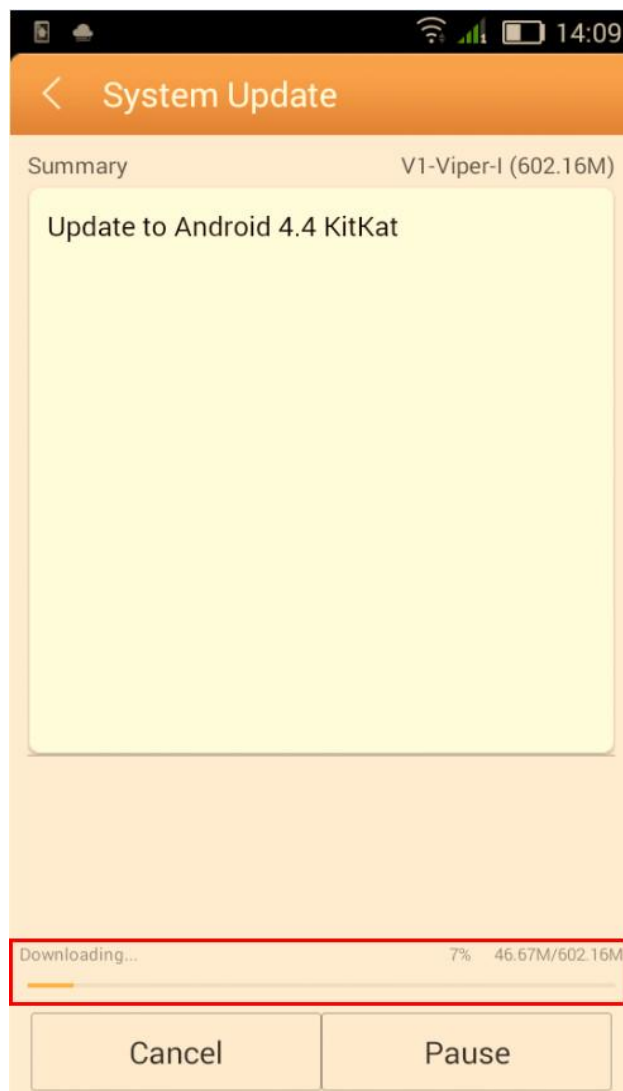 14:09
System Update
Summary V1-Viper-I (602.16M)
Update to Android 4.4 KitKat
Downloading... 7% 46.67M/602.16M
Cancel Pause